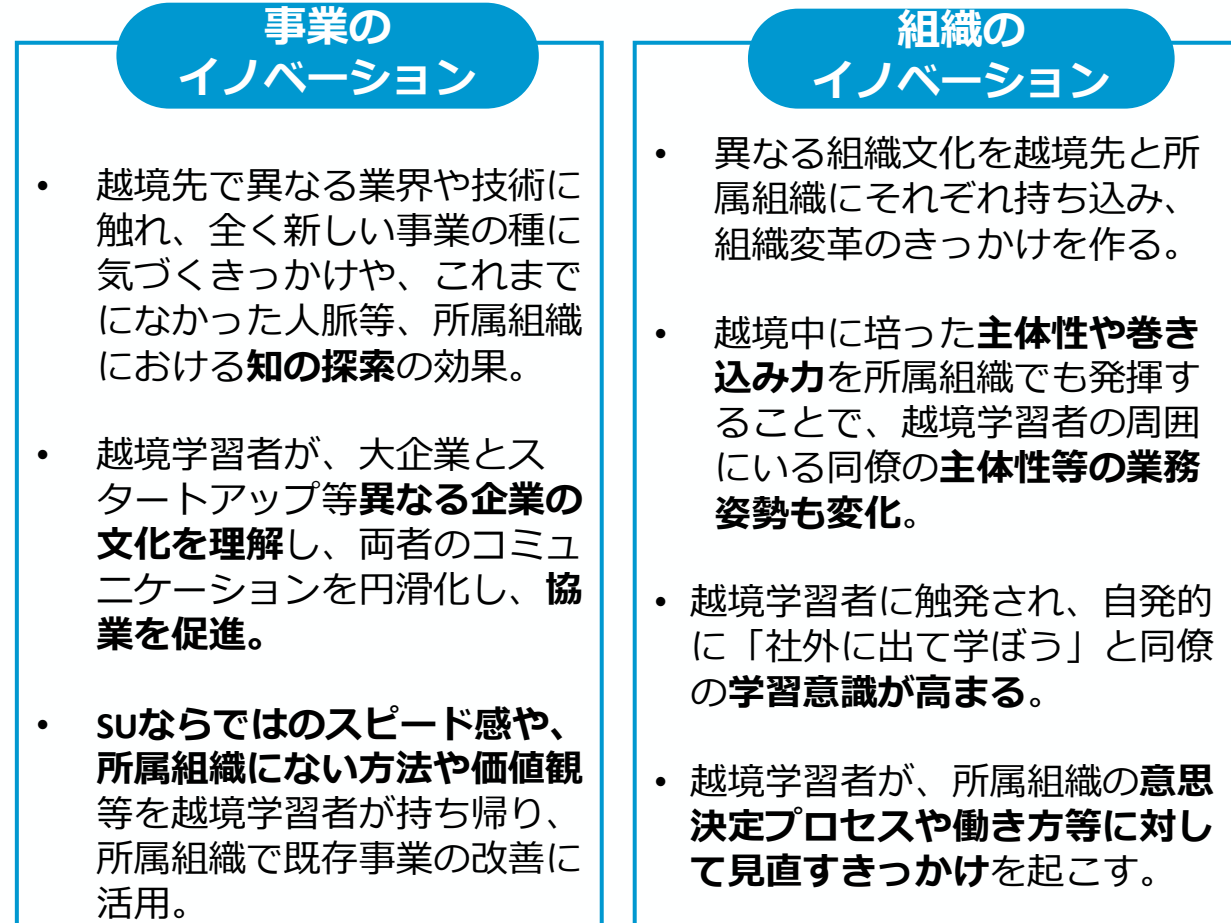 事業の
イノベーション
• 越境先で異なる業界や技術に
触れ、全く新しい事業の種に
気づくきっかけや、これまで
になかった人脈等、所属組織
における知の探索の効果。
• 越境学習者が、大企業とス
タートアップ等異なる企業の
文化を理解し、両者のコミュ
ニケーションを円滑化し、協
業を促進。
• SUならではのスピード感や、
所属組織にない方法や価値観
等を越境学習者が持ち帰り、
所属組織で既存事業の改善に
活用。
組織の
イノベーション
• 異なる組織文化を越境先と所
属組織にそれぞれ持ち込み、
組織変革のきっかけを作る。
• 越境中に培った主体性や巻き
込み力を所属組織でも発揮す
ることで、越境学習者の周囲
にいる同僚の主体性等の業務
姿勢も変化。
• 越境学習者に触発され、自発的
に「社外に出て学ぼう」と同僚
の学習意識が高まる。
• 越境学習者が、所属組織の意思
決定プロセスや働き方等に対し
て見直すきっかけを起こす。